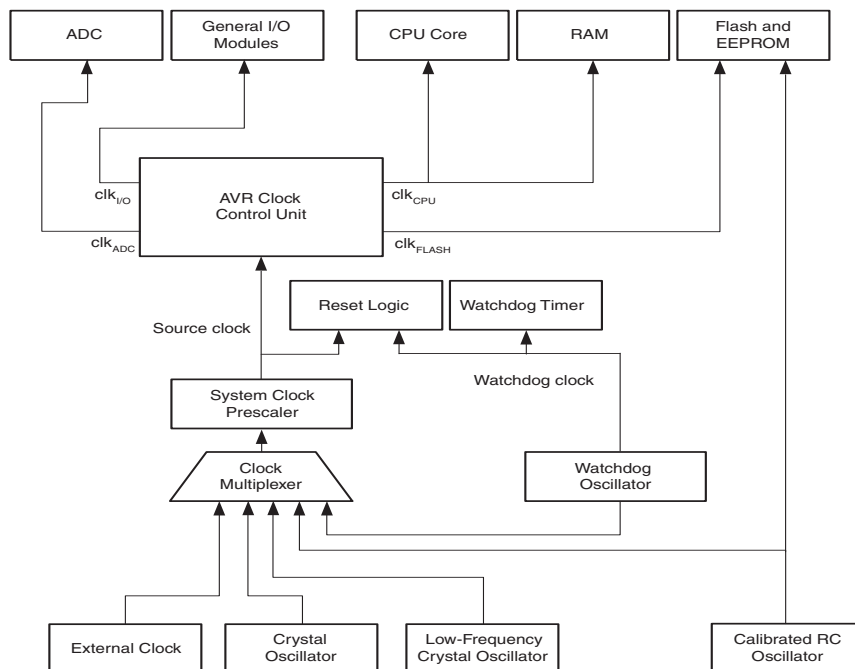 ADC
General I/O
Modules
CPU Core
RAM
Flash and
EEPROM
clkI/O
AVR Clock
Control Unit
clkCPU
clkADC
clkFLASH
Source clock
Reset Logic
Watchdog Timer
Watchdog clock
System Clock
Prescaler
Clock
Multiplexer
Watchdog
Oscillator
External Clock
Crystal
Oscillator
Low-Frequency
Crystal Oscillator
Calibrated RC
Oscillator